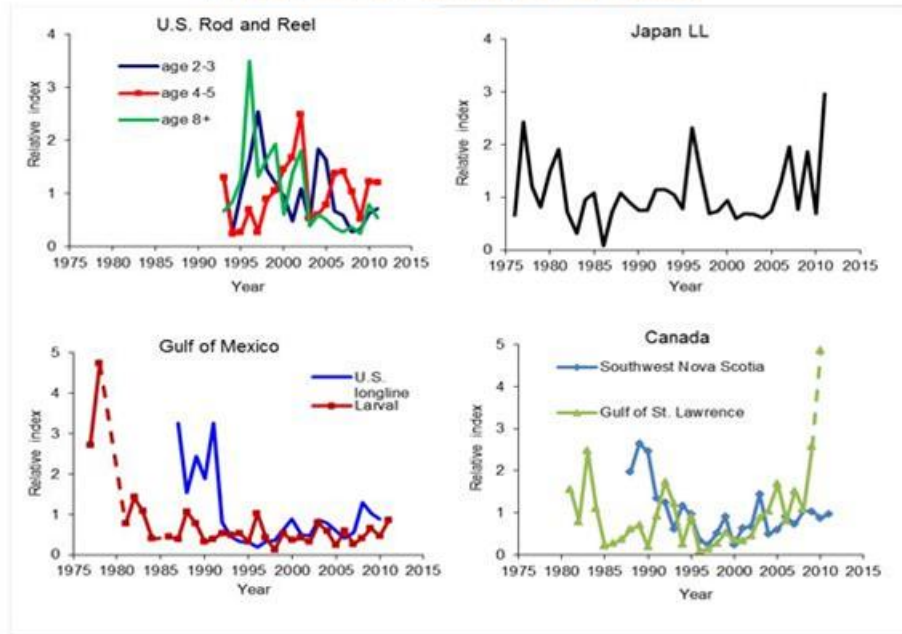 U.S. Rod and Reel
4
3
2
1
0
Relative index
age 2-3
age 4-5
age 8+
1975 1980 1985 1990 1995 2000 2005 2010 2015
Year
Japan LL
4
3
2
1
0
Relative index
1975 1980 1985 1990 1995 2000 2005 2010 2015
Year
Gulf of Mexico
5
4
3
2
1
0
Relative index
U.S.
longline
Larval
1975 1980 1985 1990 1995 2000 2005 2010 2015
Year
Canada
5
4
3
2
1
0
Relative index
Southwest Nova Scotia
Gulf of St. Lawrence
1975 1980 1985 1990 1995 2000 2005 2010 2015
Year